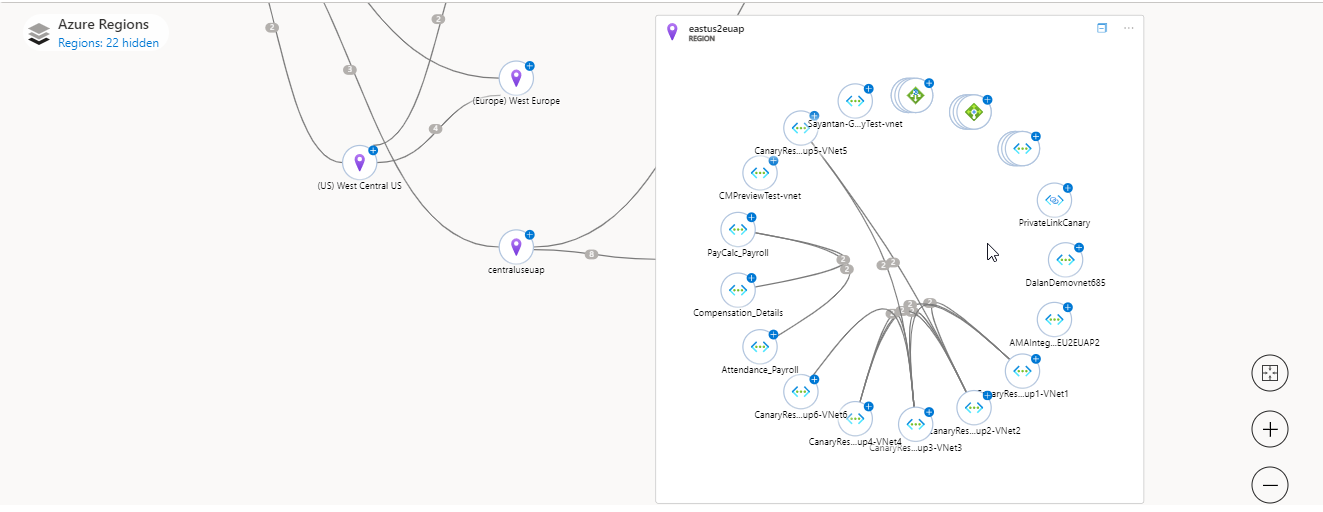 Azure Regions
Regions: 22 hidden
2
2
3
(Europe) West Europe
4
(US) West Central US
centraluseuap
8
eastus2euap
REGION
...
Sayantan-G...yTest-vnet
CanaryRes...up5-VNet5
CMPreviewTest-vnet
PrivateLinkCanary
PayCalc_Payroll
2
2
2
2
DalanDemovnet685
Compensation_Details
2
2
AMAInteg...EU2EUAP2
Attendance_Payroll
CanaryRes...up1-VNet1
CanaryRes...up6-VNet6
CanaryRes...up2-VNet2
CanaryRes...up4-VNet4
CanaryRes...up3-VNet3